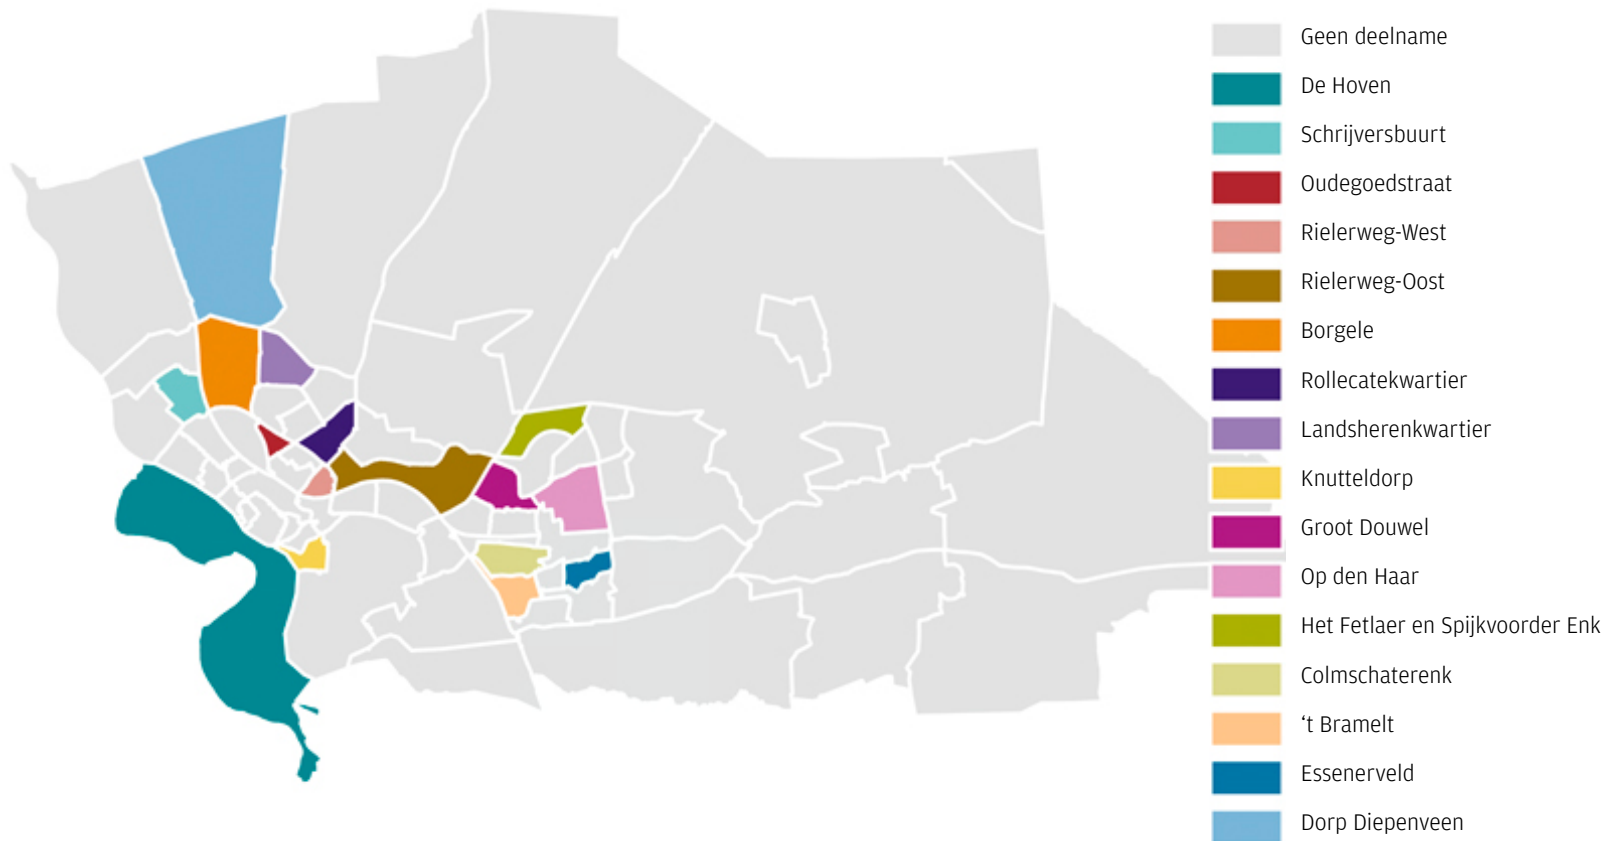 Geen deelname
De Hoven
Schrijversbuurt
Oudegoedstraat
Rielerweg-West
Rielerweg-Oost
Borgele
Rollecatekwartier
Landsherenkwartier
Knutteldorp
Groot Douwel
Op den Haar
Het Fetlaer en Spijkvoorder Enk
Colmschaterenk
‘t Bramelt
Essenerveld
Dorp Diepenveen